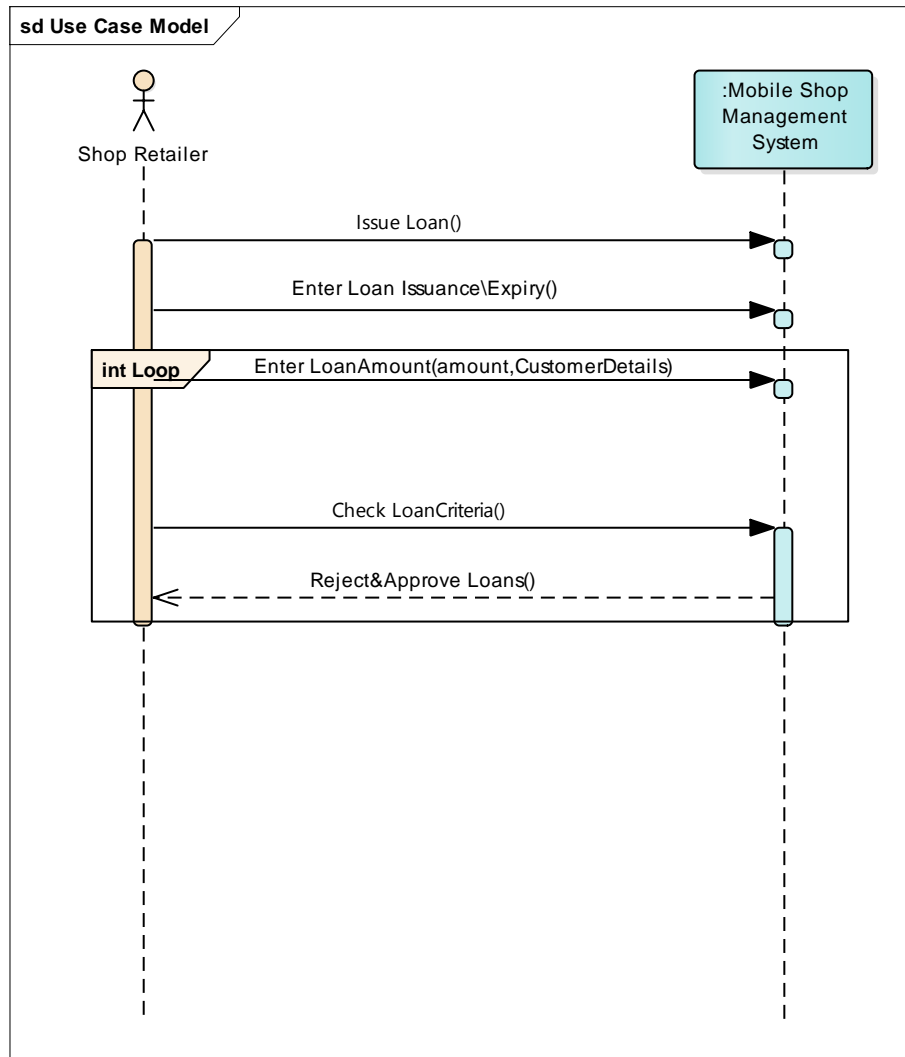 sd Use Case Model
Shop Retailer
:Mobile Shop
Management
System
Issue Loan()
Enter Loan Issuance\Expiry()
int Loop
Enter LoanAmount(amount,CustomerDetails)
Check LoanCriteria()
Reject&Approve Loans()